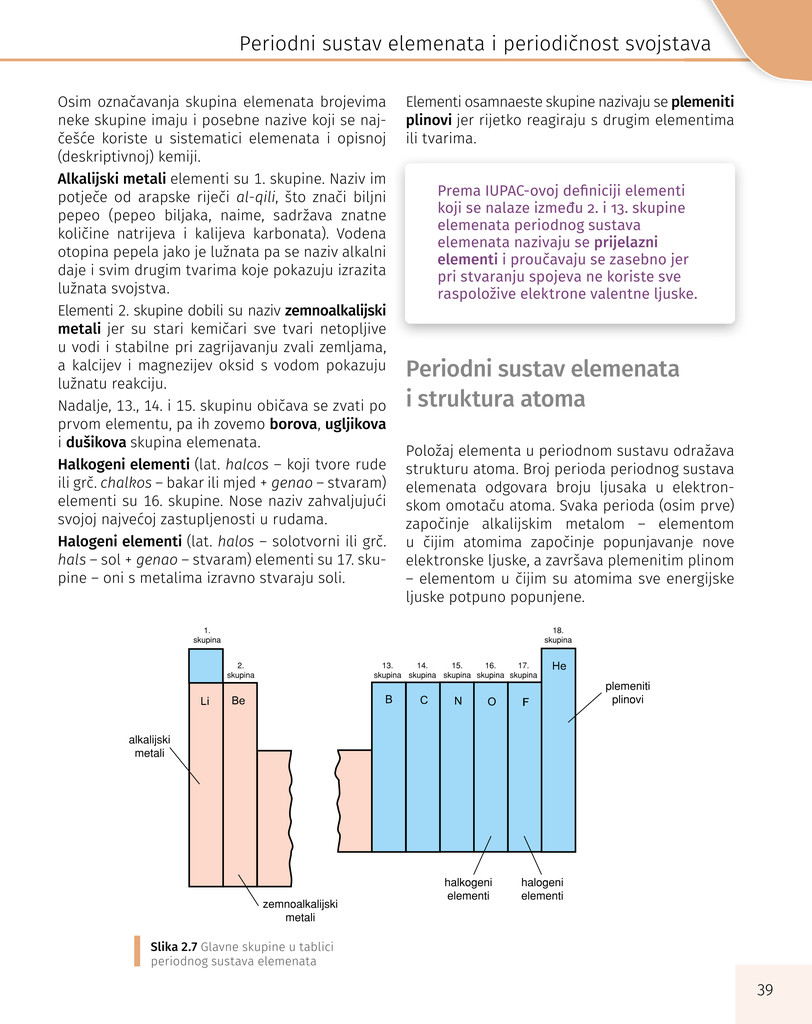 Periodni sustav elemenata i periodičnost svojstava
Osim označavanja skupina elemenata brojevima
neke skupine imaju i posebne nazive koji se naj-
češće koriste u sistematici elemenata i opisnoj
(deskriptivnoj) kemiji.
Alkalijski metali elementi su 1. skupine. Naziv im
potječe od arapske riječi al-qili, što znači biljni
pepeo (pepeo biljaka, naime, sadržava znatne
količine natrijeva i kalijeva karbonata). Vodena
otopina pepela jako je lužnata pa se naziv alkalni
daje i svim drugim tvarima koje pokazuju izrazita
lužnata svojstva.
Elementi 2. skupine dobili su naziv zemnoalkalijski
metali jer su stari kemičari sve tvari netopljive
u vodi i stabilne pri zagrijavanju zvali zemljama,
a kalcijev i magnezijev oksid s vodom pokazuju
lužnatu reakciju.
Nadalje, 13., 14. i 15. skupinu običava se zvati po
prvom elementu, pa ih zovemo borova, ugljikova
i dušikova skupina elemenata.
Halkogeni elementi (lat. halcos – koji tvore rude
ili grč. chalkos – bakar ili mjed + genao – stvaram)
elementi su 16. skupine. Nose naziv zahvaljujući
svojoj najvećoj zastupljenosti u rudama.
Halogeni elementi (lat. halos – solotvorni ili grč.
hals – sol + genao – stvaram) elementi su 17. sku-
pine – oni s metalima izravno stvaraju soli.
Elementi osamnaeste skupine nazivaju se plemeniti
plinovi jer rijetko reagiraju s drugim elementima
ili tvarima.
Prema IUPAC-ovoj definiciji elementi
koji se nalaze između 2. i 13. skupine
elemenata periodnog sustava
elemenata nazivaju se prijelazni
elementi i proučavaju se zasebno jer
pri stvaranju spojeva ne koriste sve
raspoložive elektrone valentne ljuske.
Periodni sustav elemenata
i struktura atoma
Položaj elementa u periodnom sustavu odražava
strukturu atoma. Broj perioda periodnog sustava
elemenata odgovara broju ljusaka u elektron-
skom omotaču atoma. Svaka perioda (osim prve)
započinje alkalijskim metalom – elementom
u čijim atomima započinje popunjavanje nove
elektronske ljuske, a završava plemenitim plinom
– elementom u čijim su atomima sve energijske
ljuske potpuno popunjene.
1.
skupina
18.
skupina
2.
skupina
13.
skupina
14.
skupina
15.
skupina
16.
skupina
17.
skupina
He
Li
Be
B
C
N
O
F
plemeniti
plinovi
alkalijski
metali
halkogeni
elementi
halogeni
elementi
zemnoalkalijski
metali
Slika 2.7 Glavne skupine u tablici
periodnog sustava elemenata
39